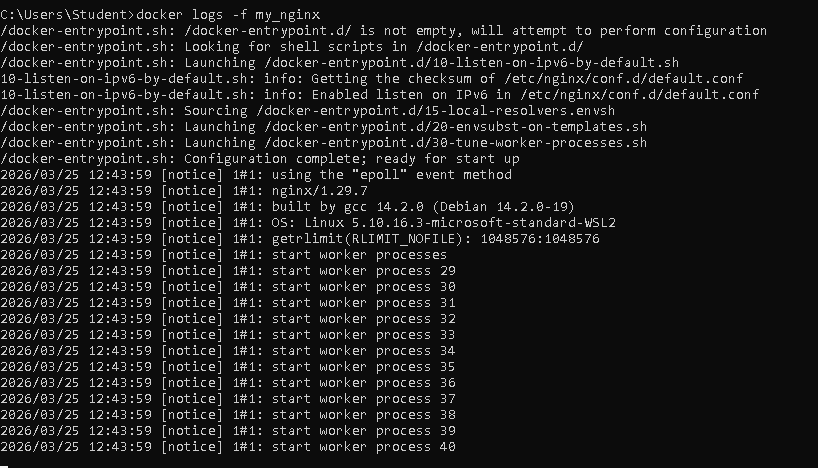 C:\Users\Student>docker logs -f my_nginx
/docker-entrypoint.sh: /docker-entrypoint.d/ is not empty, will attempt to perform configuration
/docker-entrypoint.sh: Looking for shell scripts in /docker-entrypoint.d/
/docker-entrypoint.sh: Launching /docker-entrypoint.d/10-listen-on-ipv6-by-default.sh
10-listen-on-ipv6-by-default.sh: info: Getting the checksum of /etc/nginx/conf.d/default.conf
10-listen-on-ipv6-by-default.sh: info: Enabled listen on IPv6 in /etc/nginx/conf.d/default.conf
/docker-entrypoint.sh: Sourcing /docker-entrypoint.d/15-local-resolvers.envsh
/docker-entrypoint.sh: Launching /docker-entrypoint.d/20-envsubst-on-templates.sh
/docker-entrypoint.sh: Launching /docker-entrypoint.d/30-tune-worker-processes.sh
/docker-entrypoint.sh: Configuration complete; ready for start up
2026/03/25 12:43:59 [notice] 1#1: using the "epoll" event method
2026/03/25 12:43:59 [notice] 1#1: nginx/1.29.7
2026/03/25 12:43:59 [notice] 1#1: built by gcc 14.2.0 (Debian 14.2.0-19)
2026/03/25 12:43:59 [notice] 1#1: OS: Linux 5.10.16.3-microsoft-standard-WSL2
2026/03/25 12:43:59 [notice] 1#1: getrlimit(RLIMIT_NOFILE): 1048576:1048576
2026/03/25 12:43:59 [notice] 1#1: start worker processes
2026/03/25 12:43:59 [notice] 1#1: start worker process 29
2026/03/25 12:43:59 [notice] 1#1: start worker process 30
2026/03/25 12:43:59 [notice] 1#1: start worker process 31
2026/03/25 12:43:59 [notice] 1#1: start worker process 32
2026/03/25 12:43:59 [notice] 1#1: start worker process 33
2026/03/25 12:43:59 [notice] 1#1: start worker process 34
2026/03/25 12:43:59 [notice] 1#1: start worker process 35
2026/03/25 12:43:59 [notice] 1#1: start worker process 36
2026/03/25 12:43:59 [notice] 1#1: start worker process 37
2026/03/25 12:43:59 [notice] 1#1: start worker process 38
2026/03/25 12:43:59 [notice] 1#1: start worker process 39
2026/03/25 12:43:59 [notice] 1#1: start worker process 40